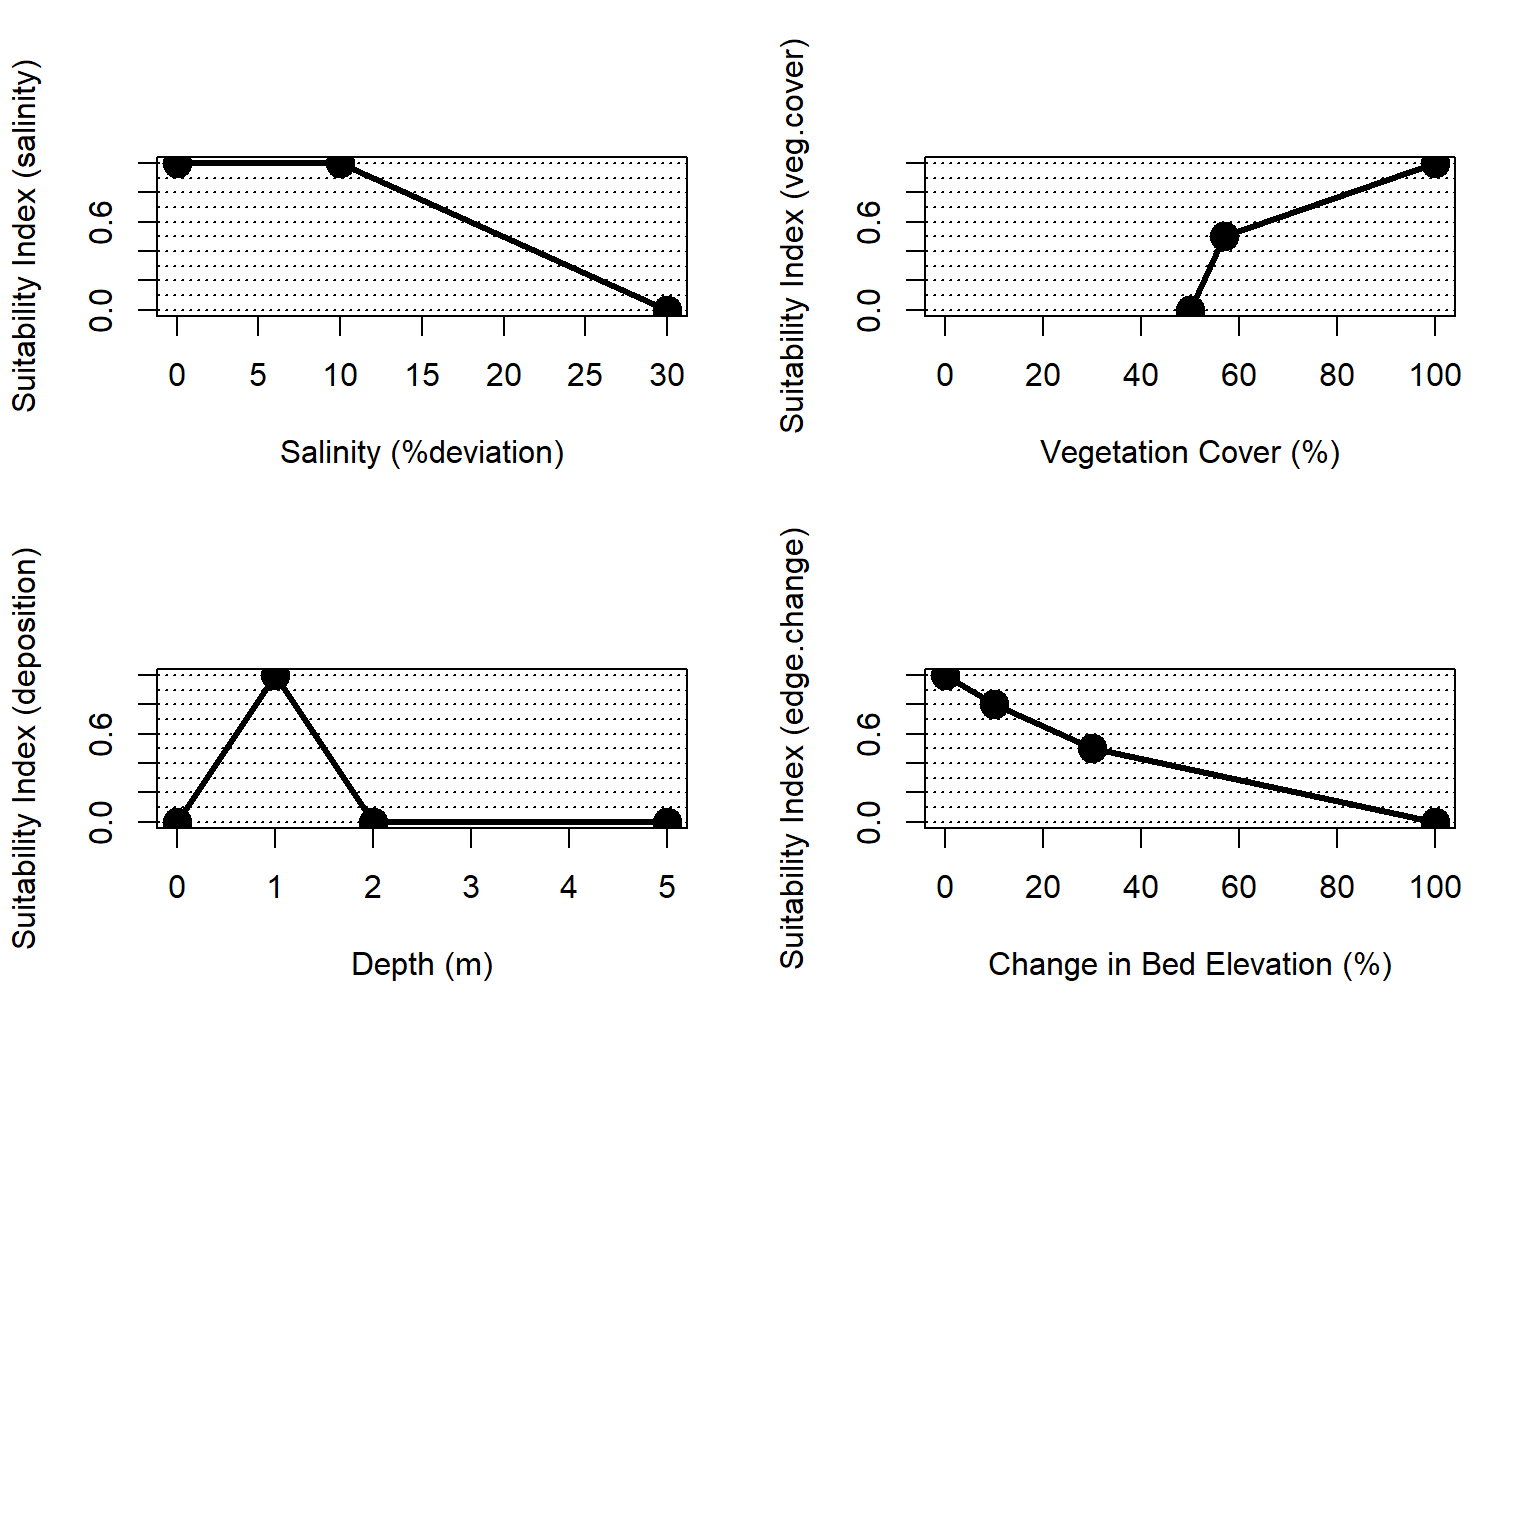 Suitability Index (salinity)
0.0 0.6
0 5 10 15 20 25 30
Salinity (%deviation)
Suitability Index (veg.cover)
0.0 0.6
0 20 40 60 80 100
Vegetation Cover (%)
Suitability Index (deposition)
0.0 0.6
0 1 2 3 4 5
Depth (m)
Suitability Index (edge.change)
0.0 0.6
0 20 40 60 80 100
Change in Bed Elevation (%)